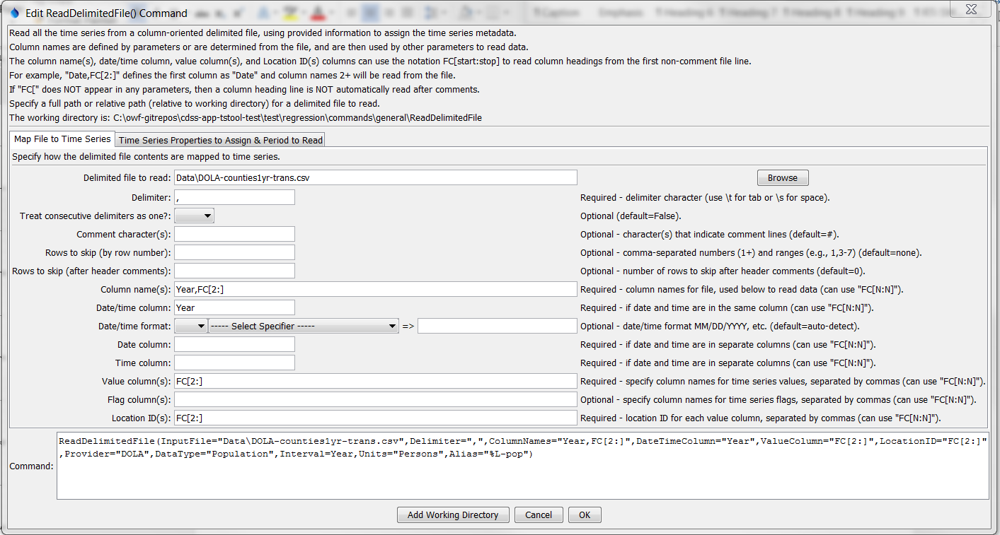 Edit ReadDelimitedFile() Command
Read all the time series from a column-oriented delimited file, using provided information to assign the time series metadata.
Column names are defined by parameters or are determined from the file, and are then used by other parameters to read data.
The column name(s), date/time column, value column(s), and Location ID(s) columns can use the notation FC[start:stop] to read column headings from the first non-comment file line.
For example, "Date,FC[2:]" defines the first column as "Date" and column names 2+ will be read from the file.
If "FC[" does NOT appear in any parameters, then a column heading line is NOT automatically read after comments.
Specify a full path or relative path (relative to working directory) for a delimited file to read.
The working directory is: C:\owf-gitrepos\cdss-app-tstool-test\test\regression\commands\general\ReadDelimitedFile
Map File to Time Series Time Series Properties to Assign & Period to Read
Specify how the delimited file contents are mapped to time series.
Delimited file to read: Data\DOLA-counties1yr-trans.csv Browse
Delimiter: , Required - delimiter character (use \t for tab or \s for space).
Treat consecutive delimiters as one?: Optional (default=False).
Comment character(s): Optional - character(s) that indicate comment lines (default=#).
Rows to skip (by row number): Optional - comma-separated numbers (1+) and ranges (e.g., 1,3-7) (default=none).
Rows to skip (after header comments): Optional - number of rows to skip after header comments (default=0).
Column name(s): Year,FC[2:] Required - column names for file, used below to read data (can use "FC[N:N]").
Date/time column: Year Required - if date and time are in the same column (can use "FC[N:N]").
Date/time format: ----- Select Specifier ----- => Optional - date/time format MM/DD/YYYY, etc. (default=auto-detect).
Date column: Required - if date and time are in separate columns (can use "FC[N:N]").
Time column: Required - if date and time are in separate columns (can use "FC[N:N]").
Value column(s): FC[2:] Required - specify column names for time series values, separated by commas (can use "FC[N:N]").
Flag column(s): Optional - specify column names for time series flags, separated by commas (can use "FC[N:N]").
Location ID(s): FC[2:] Required - location ID for each value column, separated by commas (can use "FC[N:N]").
ReadDelimitedFile(InputFile="Data\DOLA-counties1yr-trans.csv",Delimiter=",",ColumnNames="Year,FC[2:]",DateTimeColumn="Year",ValueColumn="FC[2:]",LocationID="FC[2:]"
,Provider="DOLA",DataType="Population",Interval=Year,Units="Persons",Alias="%L-pop")
Command:
Add Working Directory Cancel OK